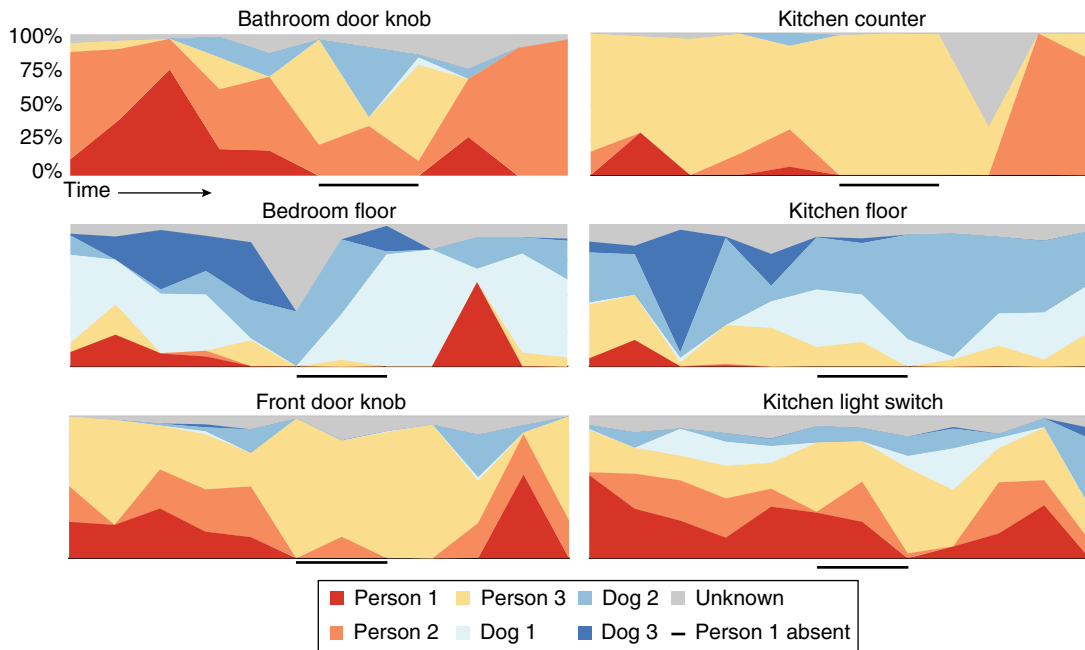 Bathroom door knob
Kitchen counter
100%
75%
50%
25%
0%
Time
Bedroom floor
Kitchen floor
Front door knob
Kitchen light switch
Person 1
Person 3
Dog 2
Unknown
Person 2
Dog 1
Dog 3
Person 1 absent